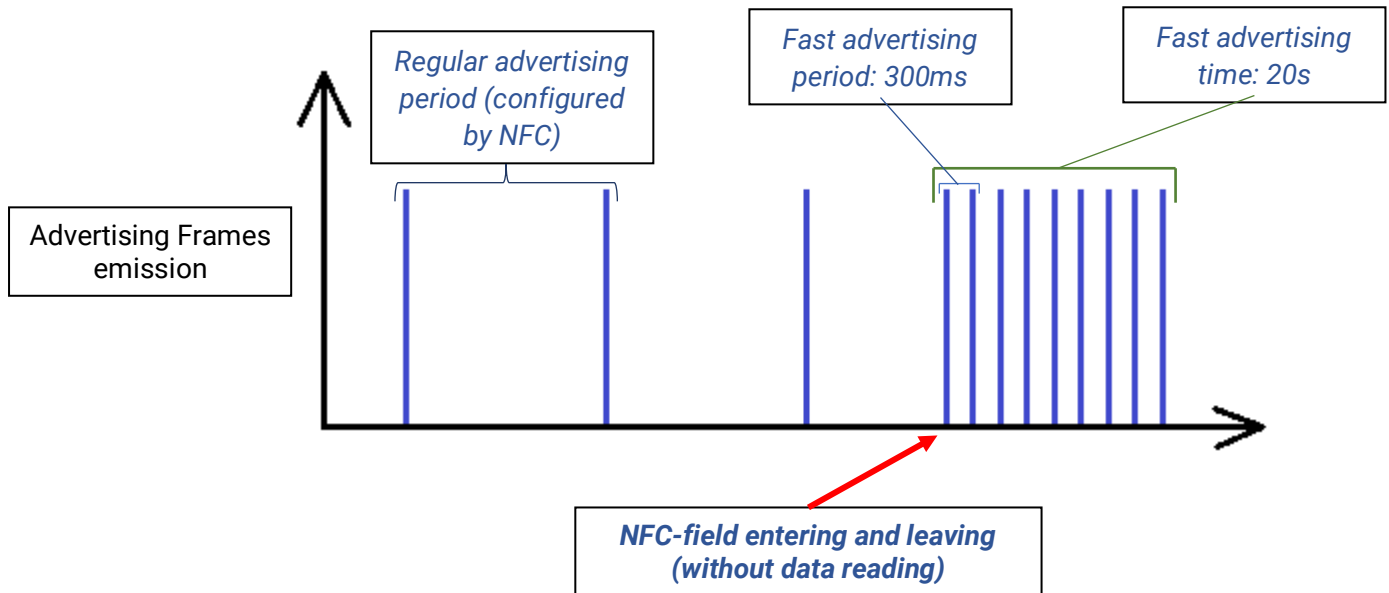 Regular advertising
period (configured
by NFC)
Fast advertising
period: 300ms
Fast advertising
time: 20s
Advertising Frames
emission
NFC-field entering and leaving
(without data reading)